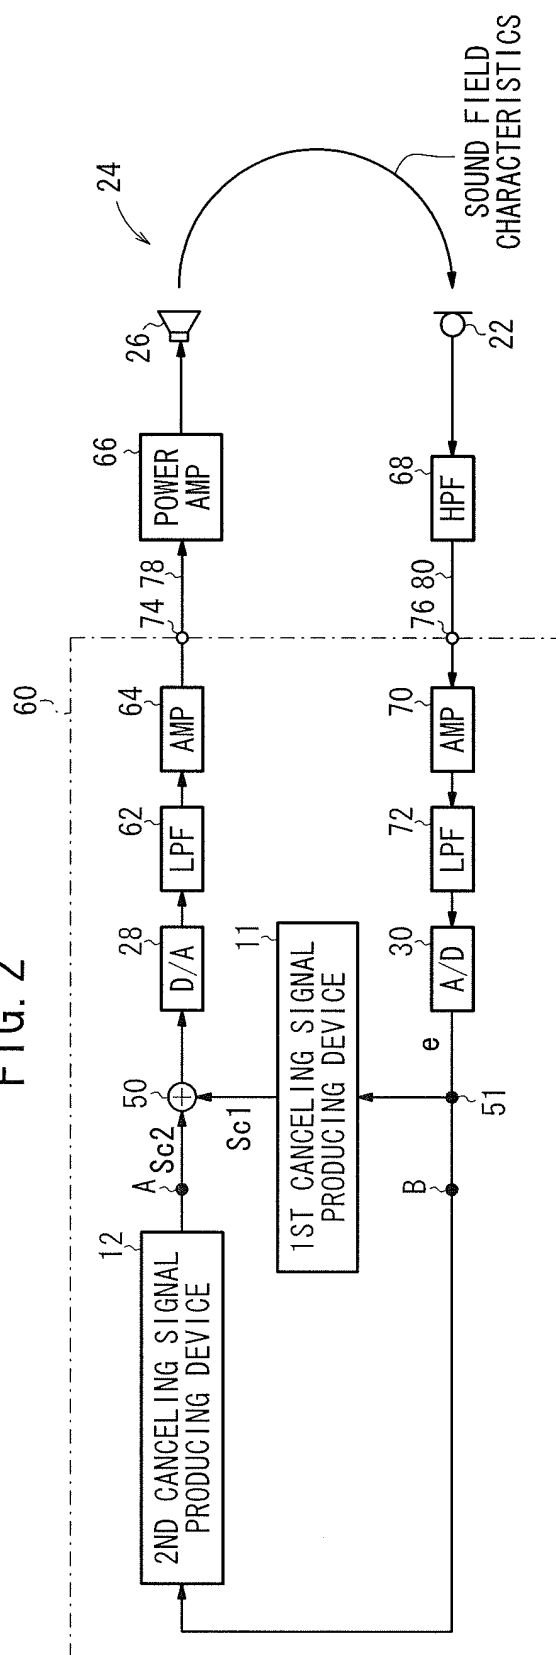 FIG. 2
60
12
2ND CANCELING SIGNAL
PRODUCING DEVICE
A
Sc2
50
28
D/A
62
LPF
64
AMP
74
78
66
POWER
AMP
26
24
Sc1
11
1ST CANCELING SIGNAL
PRODUCING DEVICE
SOUND FIELD
CHARACTERISTICS
B
51
e
30
A/D
72
LPF
70
AMP
76
80
68
HPF
22